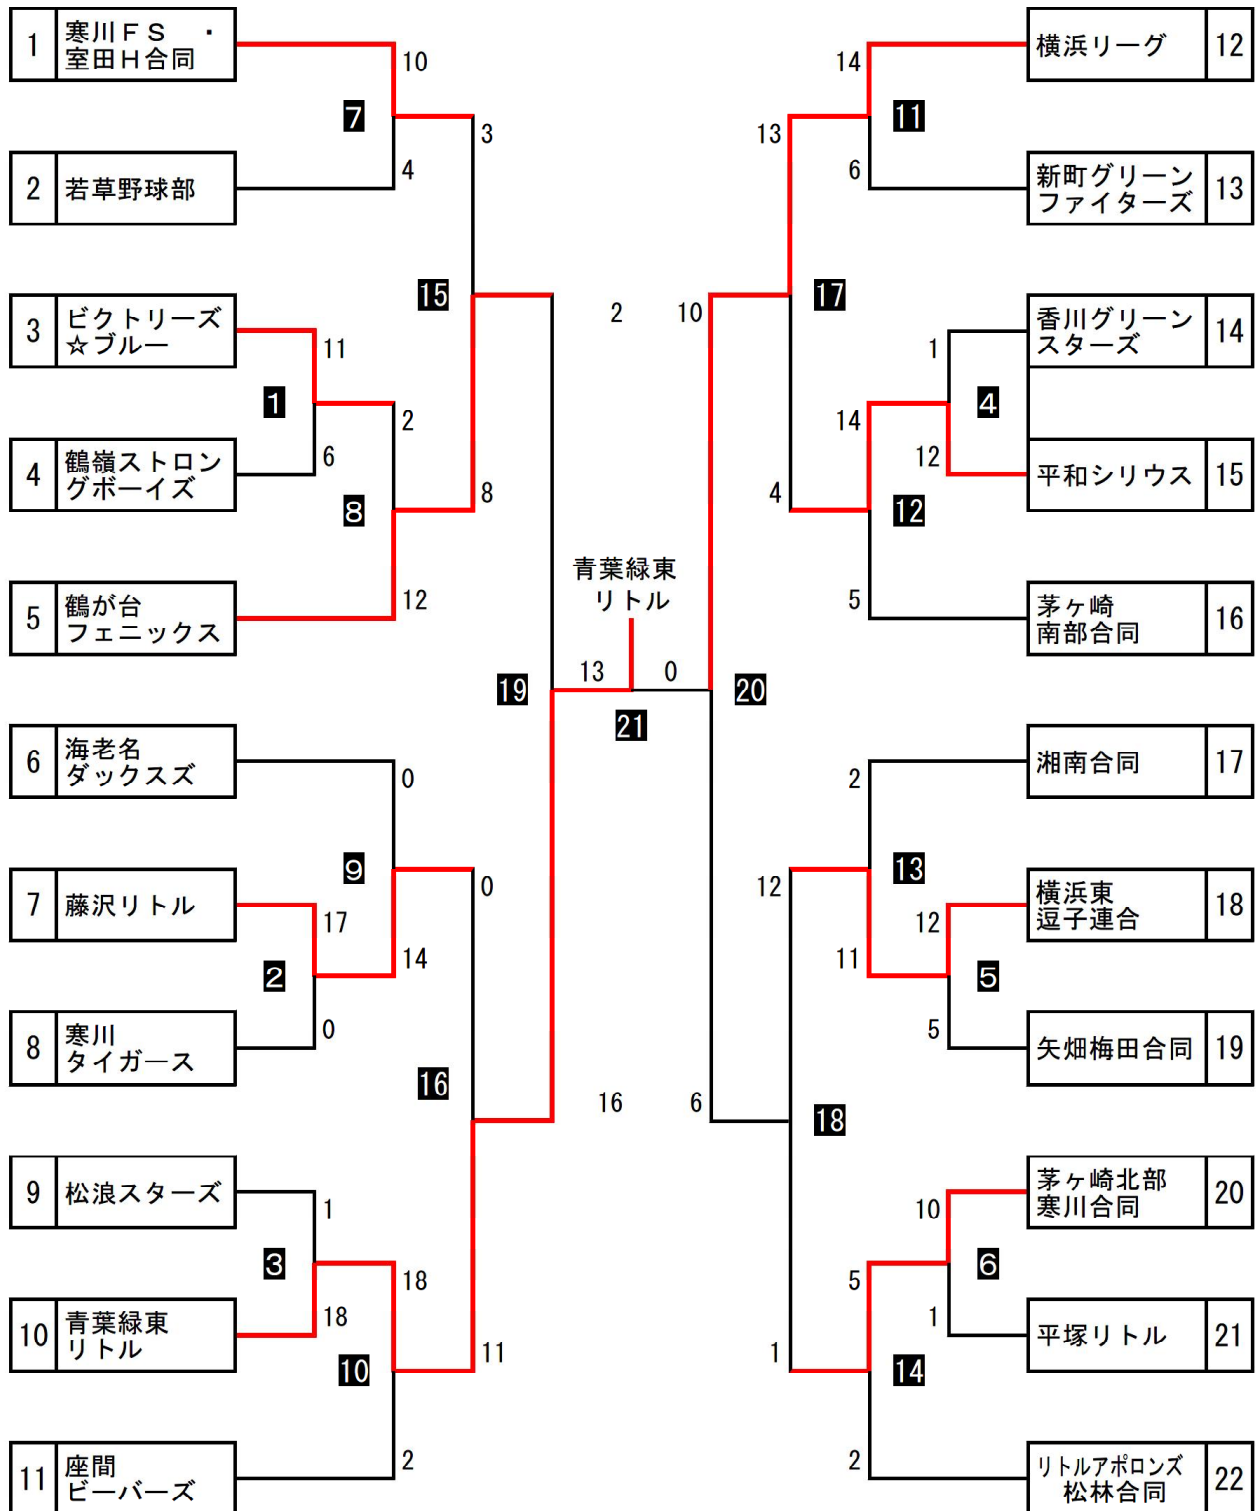 1
寒川FS ・
室田H合同
10
7
3
4
2
若草野球部
15
3
ビクトリーズ
☆ブルー
11
1
2
6
4
鶴嶺ストロン
グボーイズ
8
8
12
5
鶴が台
フェニックス
19
6
海老名
ダックスズ
0
9
0
7
藤沢リトル
17
2
14
0
8
寒川
タイガース
16
9
松浪スターズ
1
3
18
18
10
青葉緑東
リトル
10
11
2
11
座間
ビーバーズ
2
10
青葉緑東
リトル
13
0
21
20
16
6
14
横浜リーグ
12
11
13
6
新町グリーン
ファイターズ
13
17
1
香川グリーン
スターズ
14
4
14
12
平和シリウス
15
4
12
5
茅ヶ崎
南部合同
16
2
湘南合同
17
13
12
12
横浜東
逗子連合
18
11
5
5
矢畑梅田合同
19
18
10
茅ヶ崎北部
寒川合同
20
6
5
1
平塚リトル
21
1
14
2
リトルアポロンズ
松林合同
22